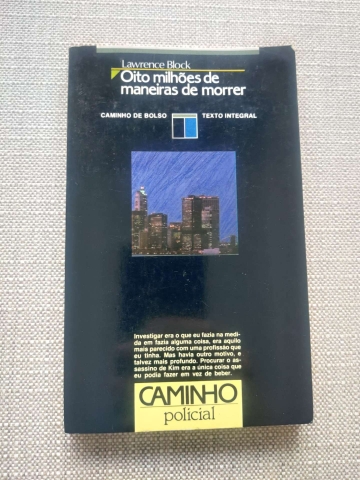 Lawrence Block
Oito milhões de
maneiras de morrer
CAMINHO DE BOLSO TEXTO INTEGRAL
Investigar era o que eu fazia na medi-
da em fazia alguma coisa, era aquilo
mais parecido com uma profissão que
eu tinha. Mas havia outro motivo, e
talvez mais profundo. Procurar o as-
sassino de Kim era a única coisa que
eu podia fazer em vez de beber.
CAMINHO
policial